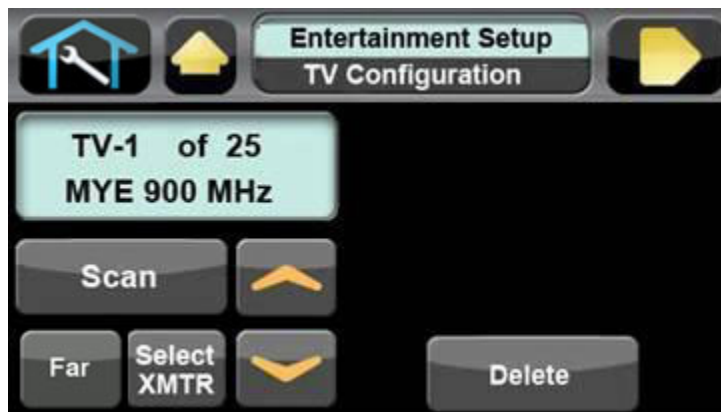 Entertainment Setup
TV Configuration
TV-1 of 25
MYE 900 MHz
Scan
Far
Select
XMTR
Delete